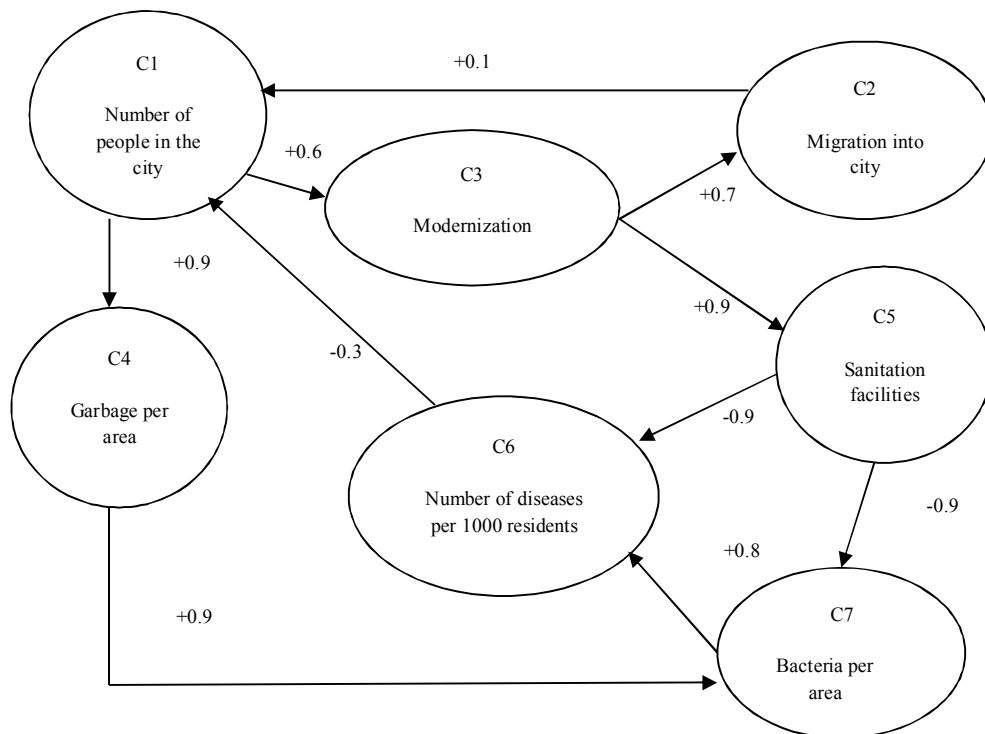 C1
Number of
people in the
city
+0.1
C2
Migration into
city
+0.6
C3
Modernization
+0.7
+0.9
-0.3
+0.9
C4
Garbage per
area
C5
Sanitation
facilities
-0.9
C6
Number of diseases
per 1000 residents
-0.9
+0.8
+0.9
C7
Bacteria per
area